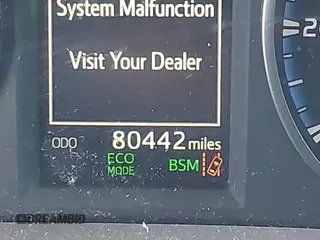 System Malfunction
Visit Your Dealer
ODO 80442 miles
ECO
MODE
BSM
DREAMBID